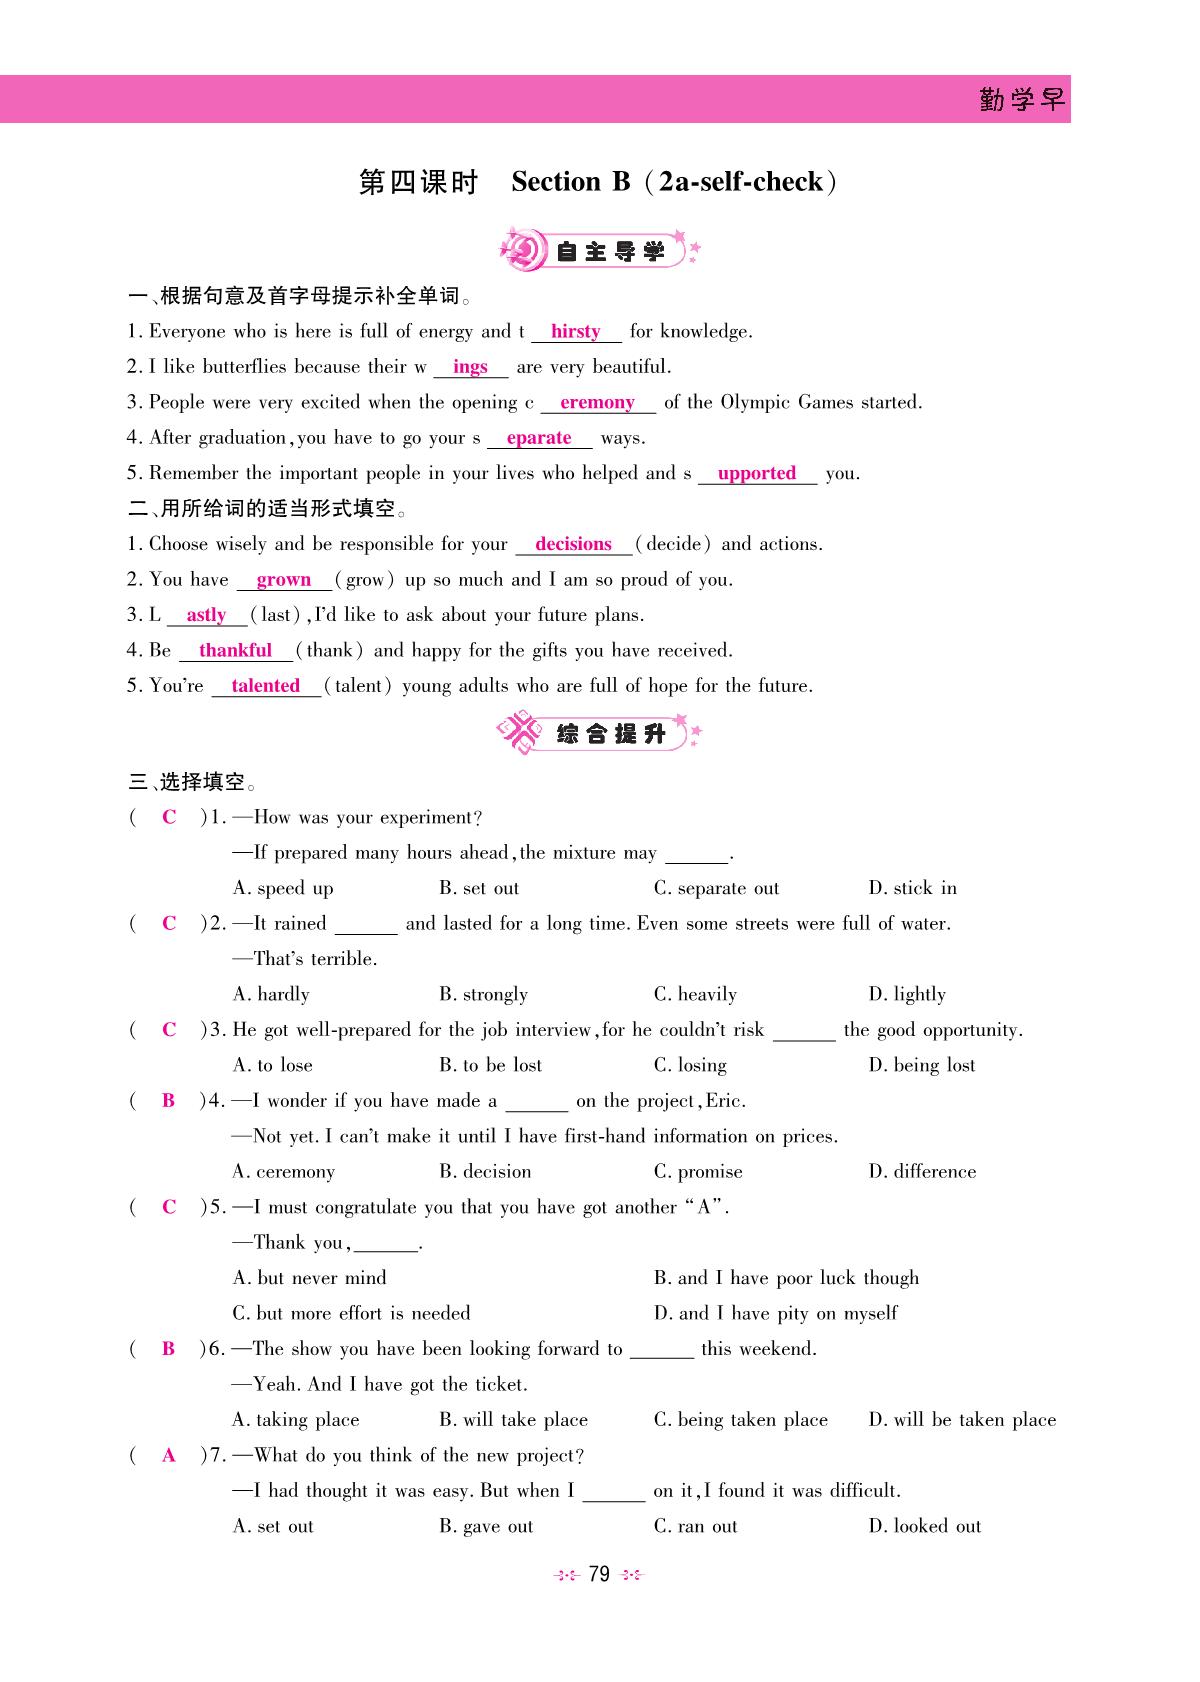 勤学早
第四课时 Section B（2a-self-check）
自主导学
一、根据句意及首字母提示补全单词。
1. Everyone who is here is full of energy and t hirsty for knowledge.
2. I like butterflies because their w ings are very beautiful.
3. People were very excited when the opening c eremony of the Olympic Games started.
4. After graduation, you have to go your s eparate ways.
5. Remember the important people in your lives who helped and s upported you.
二、用所给词的适当形式填空。
1. Choose wisely and be responsible for your decisions (decide) and actions.
2. You have grown (grow) up so much and I am so proud of you.
3. L astly (last), I'd like to ask about your future plans.
4. Be thankful (thank) and happy for the gifts you have received.
5. You're talented (talent) young adults who are full of hope for the future.
综合提升
三、选择填空。
( C )1. —How was your experiment?
—If prepared many hours ahead, the mixture may ______.
A. speed up B. set out C. separate out D. stick in
( C )2. —It rained ______ and lasted for a long time. Even some streets were full of water.
—That's terrible.
A. hardly B. strongly C. heavily D. lightly
( C )3. He got well-prepared for the job interview, for he couldn't risk ______ the good opportunity.
A. to lose B. to be lost C. losing D. being lost
( B )4. —I wonder if you have made a ______ on the project, Eric.
—Not yet. I can't make it until I have first-hand information on prices.
A. ceremony B. decision C. promise D. difference
( C )5. —I must congratulate you that you have got another “A”.
—Thank you, ______.
A. but never mind B. and I have poor luck though
C. but more effort is needed D. and I have pity on myself
( B )6. —The show you have been looking forward to ______ this weekend.
—Yeah. And I have got the ticket.
A. taking place B. will take place C. being taken place D. will be taken place
( A )7. —What do you think of the new project?
—I had thought it was easy. But when I ______ on it, I found it was difficult.
A. set out B. gave out C. ran out D. looked out
79